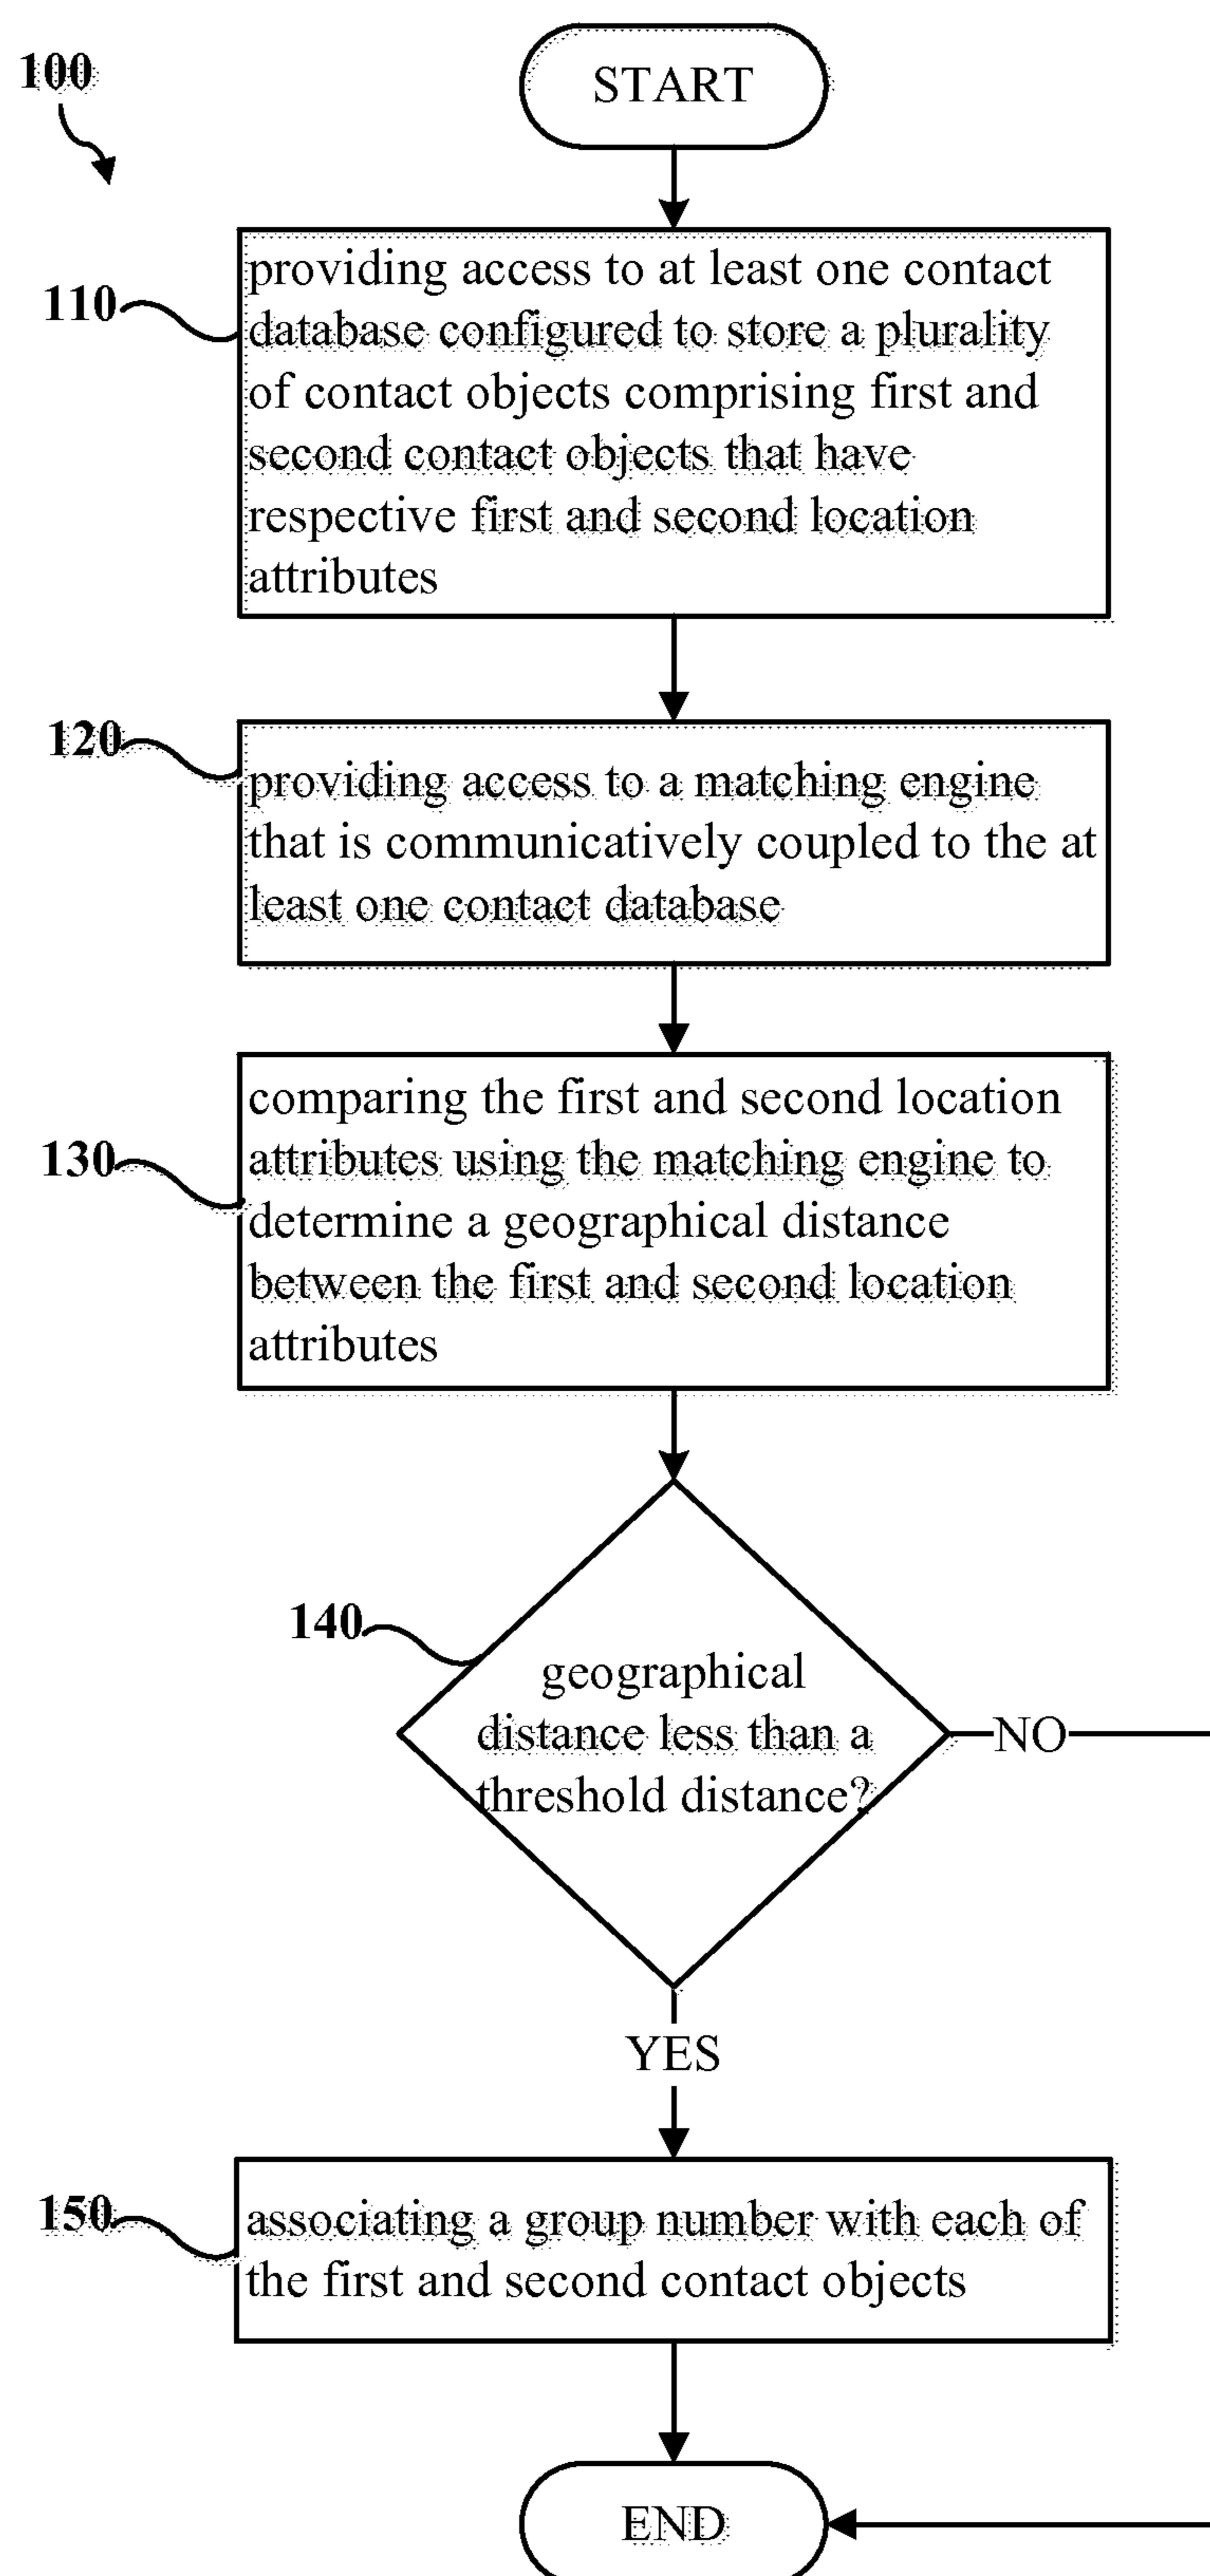 100
START
110
providing access to at least one contact
database configured to store a plurality
of contact objects comprising first and
second contact objects that have
respective first and second location
attributes
120
providing access to a matching engine
that is communicatively coupled to the at
least one contact database
130
comparing the first and second location
attributes using the matching engine to
determine a geographical distance
between the first and second location
attributes
140
geographical
distance less than a
threshold distance?
NO
YES
150
associating a group number with each of
the first and second contact objects
END